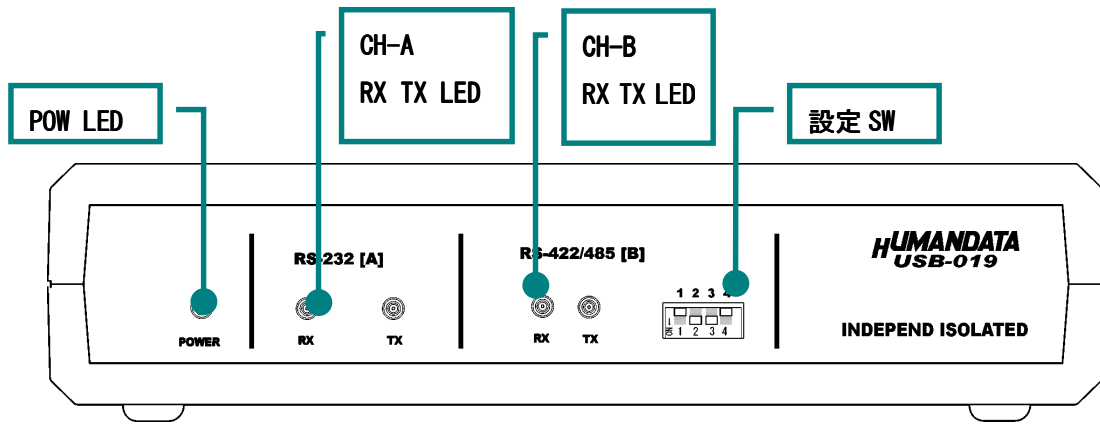 CH-A
RX TX LED
CH-B
RX TX LED
POW LED
設定 SW
RS-232 [A]
RS-422/485 [B]
HUMANDATA
USB-019
1 2 3 4
ON
1 2 3 4
POWER
RX
TX
RX
TX
INDEPEND ISOLATED